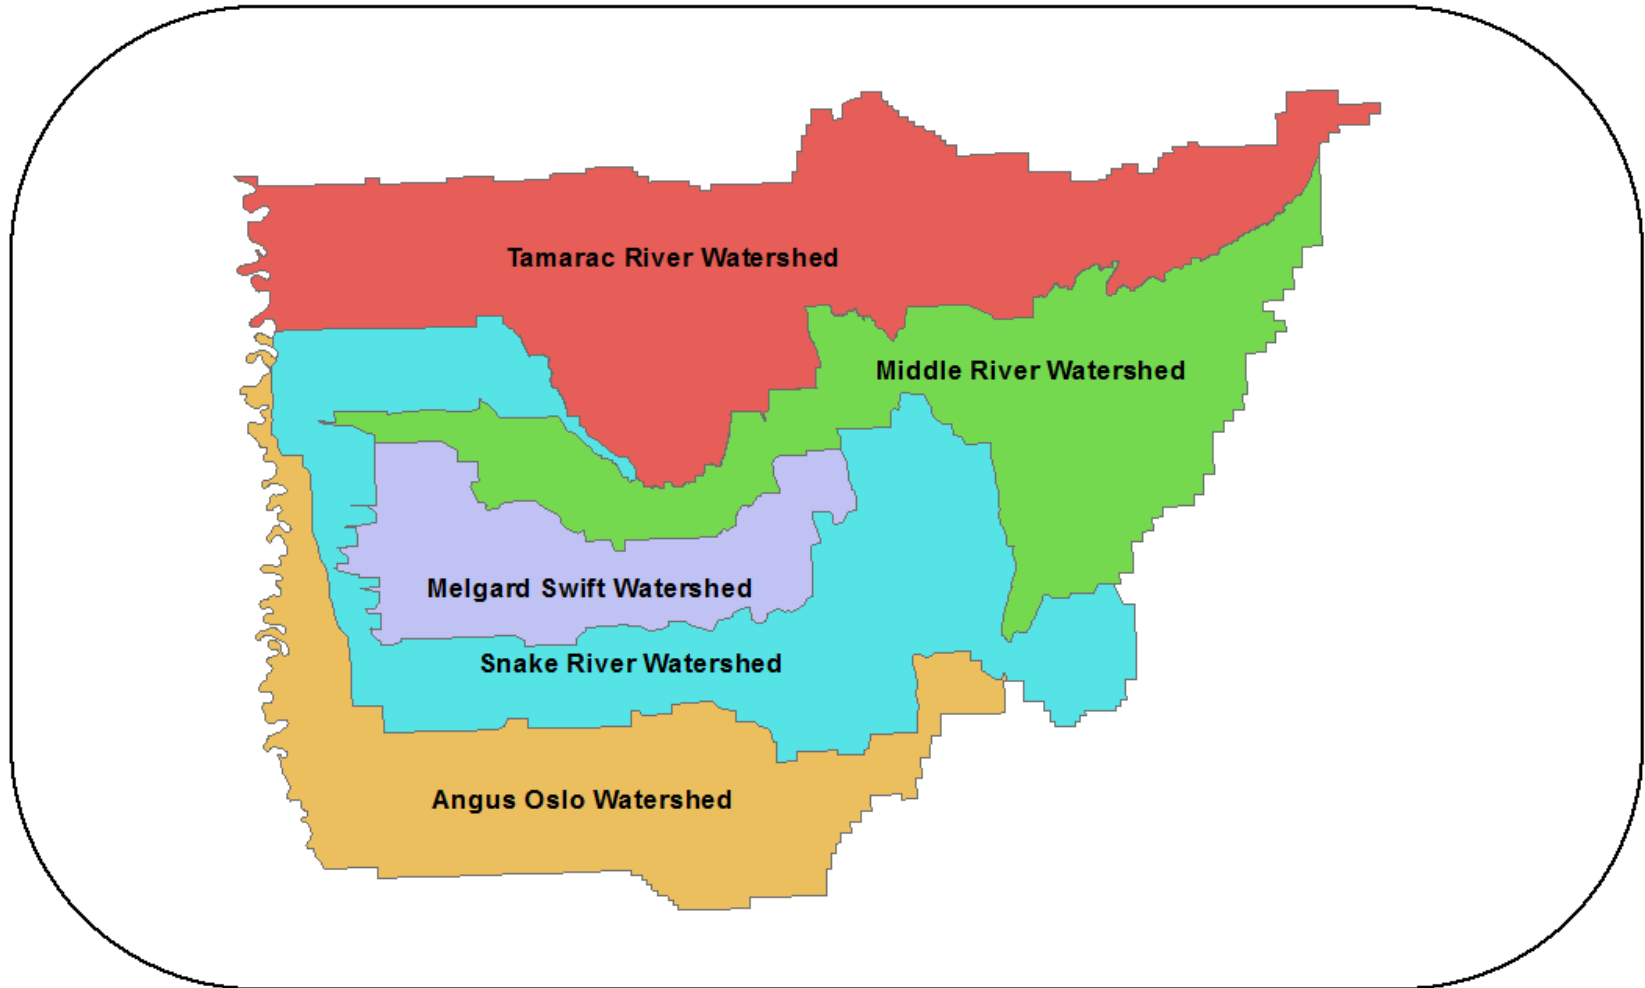 Tamarac River Watershed
Middle River Watershed
Melgard Swift Watershed
Snake River Watershed
Angus Oslo Watershed